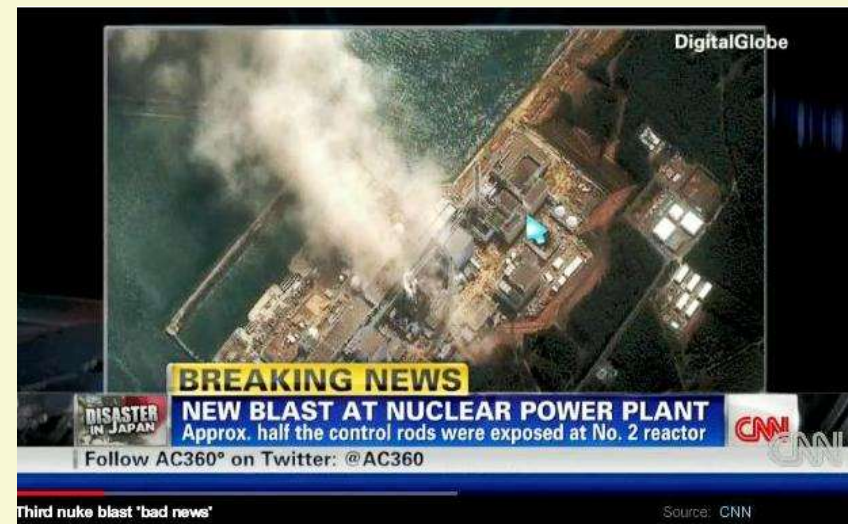 DigitalGlobe
BREAKING NEWS
DISASTER
IN JAPAN
NEW BLAST AT NUCLEAR POWER PLANT
Approx. half the control rods were exposed at No. 2 reactor
CNN
CNN
Follow AC360° on Twitter: @AC360
Third nuke blast 'bad news'
Source: CNN